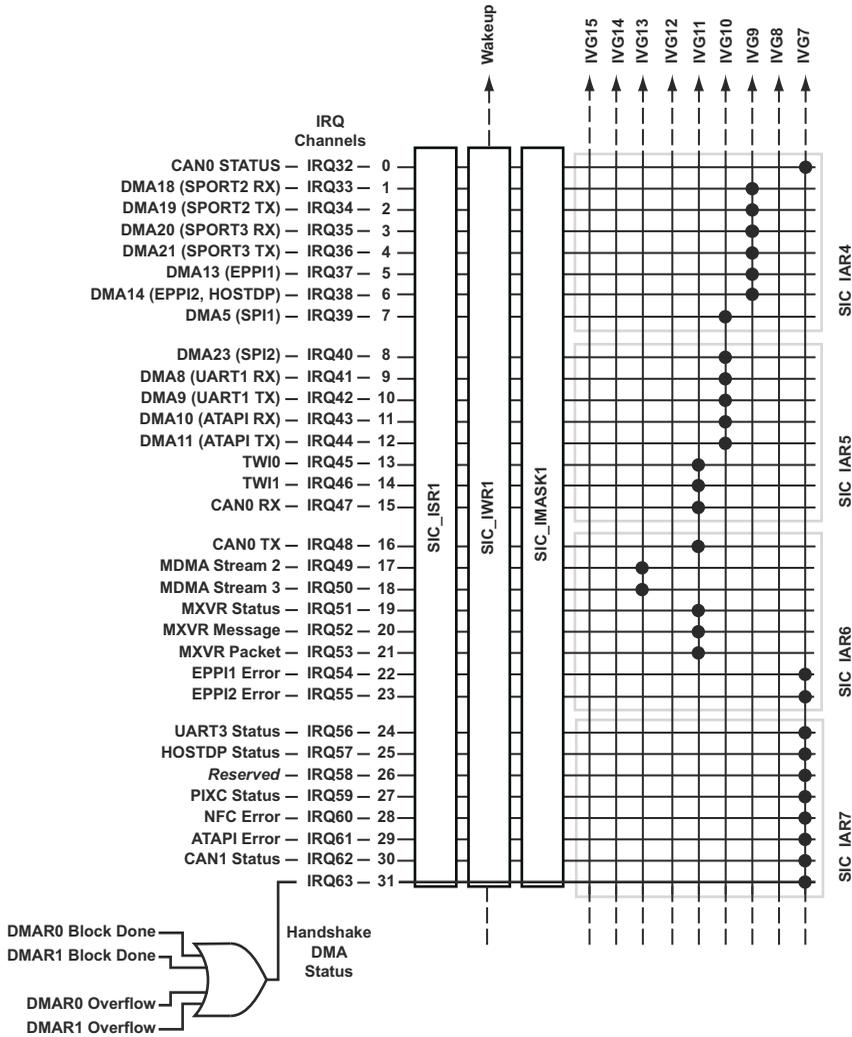 Wakeup
IVG15
IVG14
IVG13
IVG12
IVG11
IVG10
IVG9
IVG8
IVG7
IRQ
Channels
CAN0 STATUS — IRQ32 — 0
DMA18 (SPORT2 RX) — IRQ33 — 1
DMA19 (SPORT2 TX) — IRQ34 — 2
DMA20 (SPORT3 RX) — IRQ35 — 3
DMA21 (SPORT3 TX) — IRQ36 — 4
DMA13 (EPPI1) — IRQ37 — 5
DMA14 (EPPI2, HOSTDP) — IRQ38 — 6
DMA5 (SPI1) — IRQ39 — 7
SIC_IAR4
DMA23 (SPI2) — IRQ40 — 8
DMA8 (UART1 RX) — IRQ41 — 9
DMA9 (UART1 TX) — IRQ42 — 10
DMA10 (ATAPI RX) — IRQ43 — 11
DMA11 (ATAPI TX) — IRQ44 — 12
TWI0 — IRQ45 — 13
TWI1 — IRQ46 — 14
CAN0 RX — IRQ47 — 15
SIC_IAR5
SIC_ISR1
SIC_IWR1
SIC_IMASK1
CAN0 TX — IRQ48 — 16
MDMA Stream 2 — IRQ49 — 17
MDMA Stream 3 — IRQ50 — 18
MXVR Status — IRQ51 — 19
MXVR Message — IRQ52 — 20
MXVR Packet — IRQ53 — 21
EPPI1 Error — IRQ54 — 22
EPPI2 Error — IRQ55 — 23
SIC_IAR6
UART3 Status — IRQ56 — 24
HOSTDP Status — IRQ57 — 25
Reserved — IRQ58 — 26
PIXC Status — IRQ59 — 27
NFC Error — IRQ60 — 28
ATAPI Error — IRQ61 — 29
CAN1 Status — IRQ62 — 30
IRQ63 — 31
SIC_IAR7
DMAR0 Block Done
DMAR1 Block Done
DMAR0 Overflow
DMAR1 Overflow
Handshake
DMA
Status